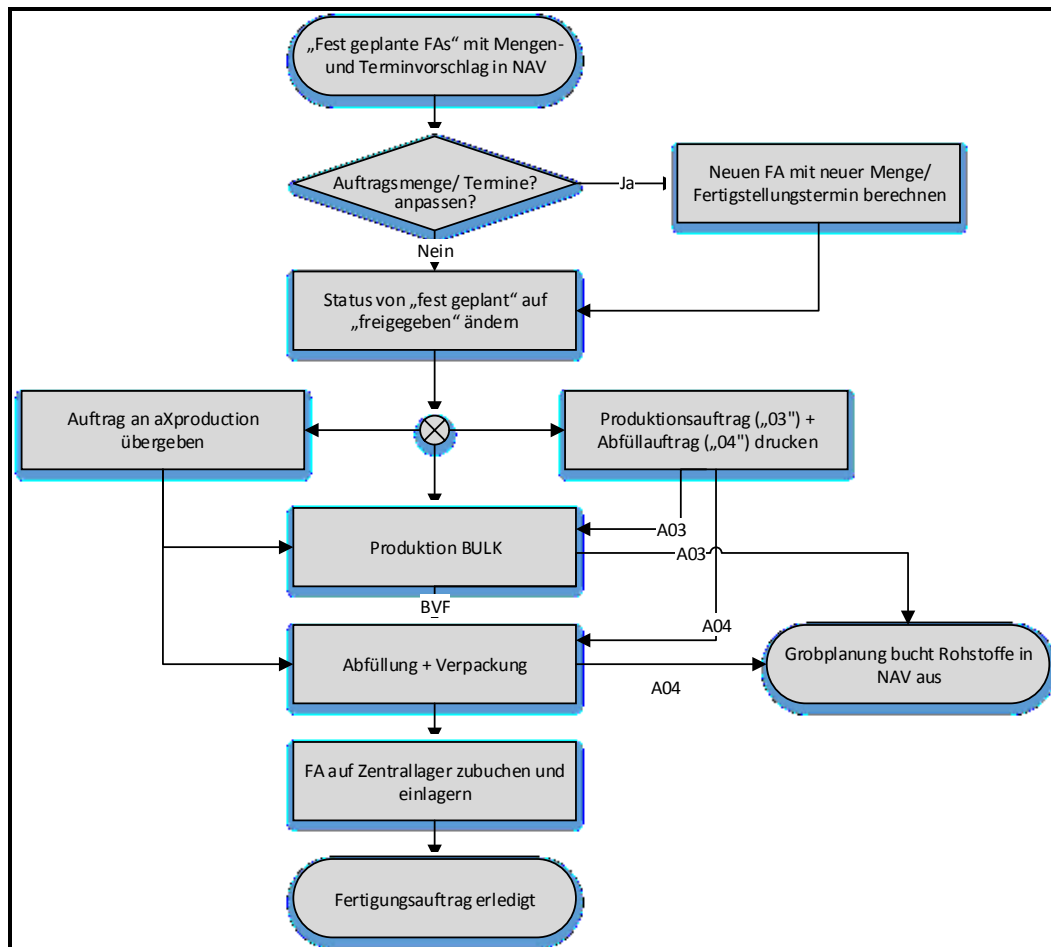 „Fest geplante FAs“ mit Mengen-
und Terminvorschlag in NAV
Auftragsmenge/ Termine?
anpassen?
Ja
Neuen FA mit neuer Menge/
Fertigstellungstermin berechnen
Nein
Status von „fest geplant“ auf
„freigegeben“ ändern
Auftrag an aXproduction
übergeben
Produktionsauftrag („03") +
Abfüllauftrag („04") drucken
A03
Produktion BULK
A03
BVF
A04
Abfüllung + Verpackung
A04
Grobplanung bucht Rohstoffe in
NAV aus
FA auf Zentrallager zubuchen und
einlagern
Fertigungsauftrag erledigt